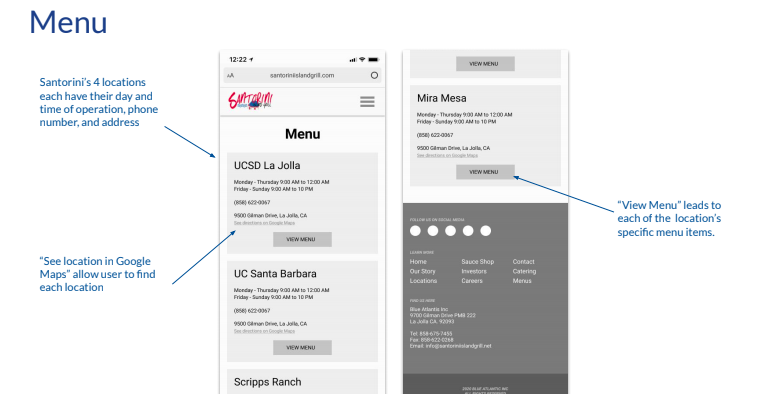 Menu
Santorini's 4 locations
each have their day and
time of operation, phone
number, and address
"See location in Google
Maps" allow user to find
each location
12:22
AA santoriniislandgrill.com
SANTORINI
Menu
UCSD La Jolla
Monday - Thursday 9:00 AM to 12:00 AM
Friday - Sunday 9:00 AM to 10 PM
(858) 622-0067
9500 Gilman Drive, La Jolla, CA
See directions on Google Maps
VIEW MENU
UC Santa Barbara
Monday - Thursday 9:00 AM to 12:00 AM
Friday - Sunday 9:00 AM to 10 PM
(858) 622-0067
9500 Gilman Drive, La Jolla, CA
See directions on Google Maps
VIEW MENU
Scripps Ranch
VIEW MENU
Mira Mesa
Monday - Thursday 9:00 AM to 12:00 AM
Friday - Sunday 9:00 AM to 10 PM
(858) 622-0067
9500 Gilman Drive, La Jolla, CA
See directions on Google Maps
VIEW MENU
FOLLOW US ON SOCIAL MEDIA
LEARN MORE
Home Sauce Shop Contact
Our Story Investors Catering
Locations Careers Menus
FIND US HERE
Blue Atlantis Inc
9700 Gilman Drive PMB 322
La Jolla CA. 92093
Tel: 858-675-7455
Fax: 858-622-0268
Email: info@santoriniislandgrill.net
2020 BLUE ATLANTIC INC
ALL RIGHTS RESERVED
"View Menu" leads to
each of the location's
specific menu items.